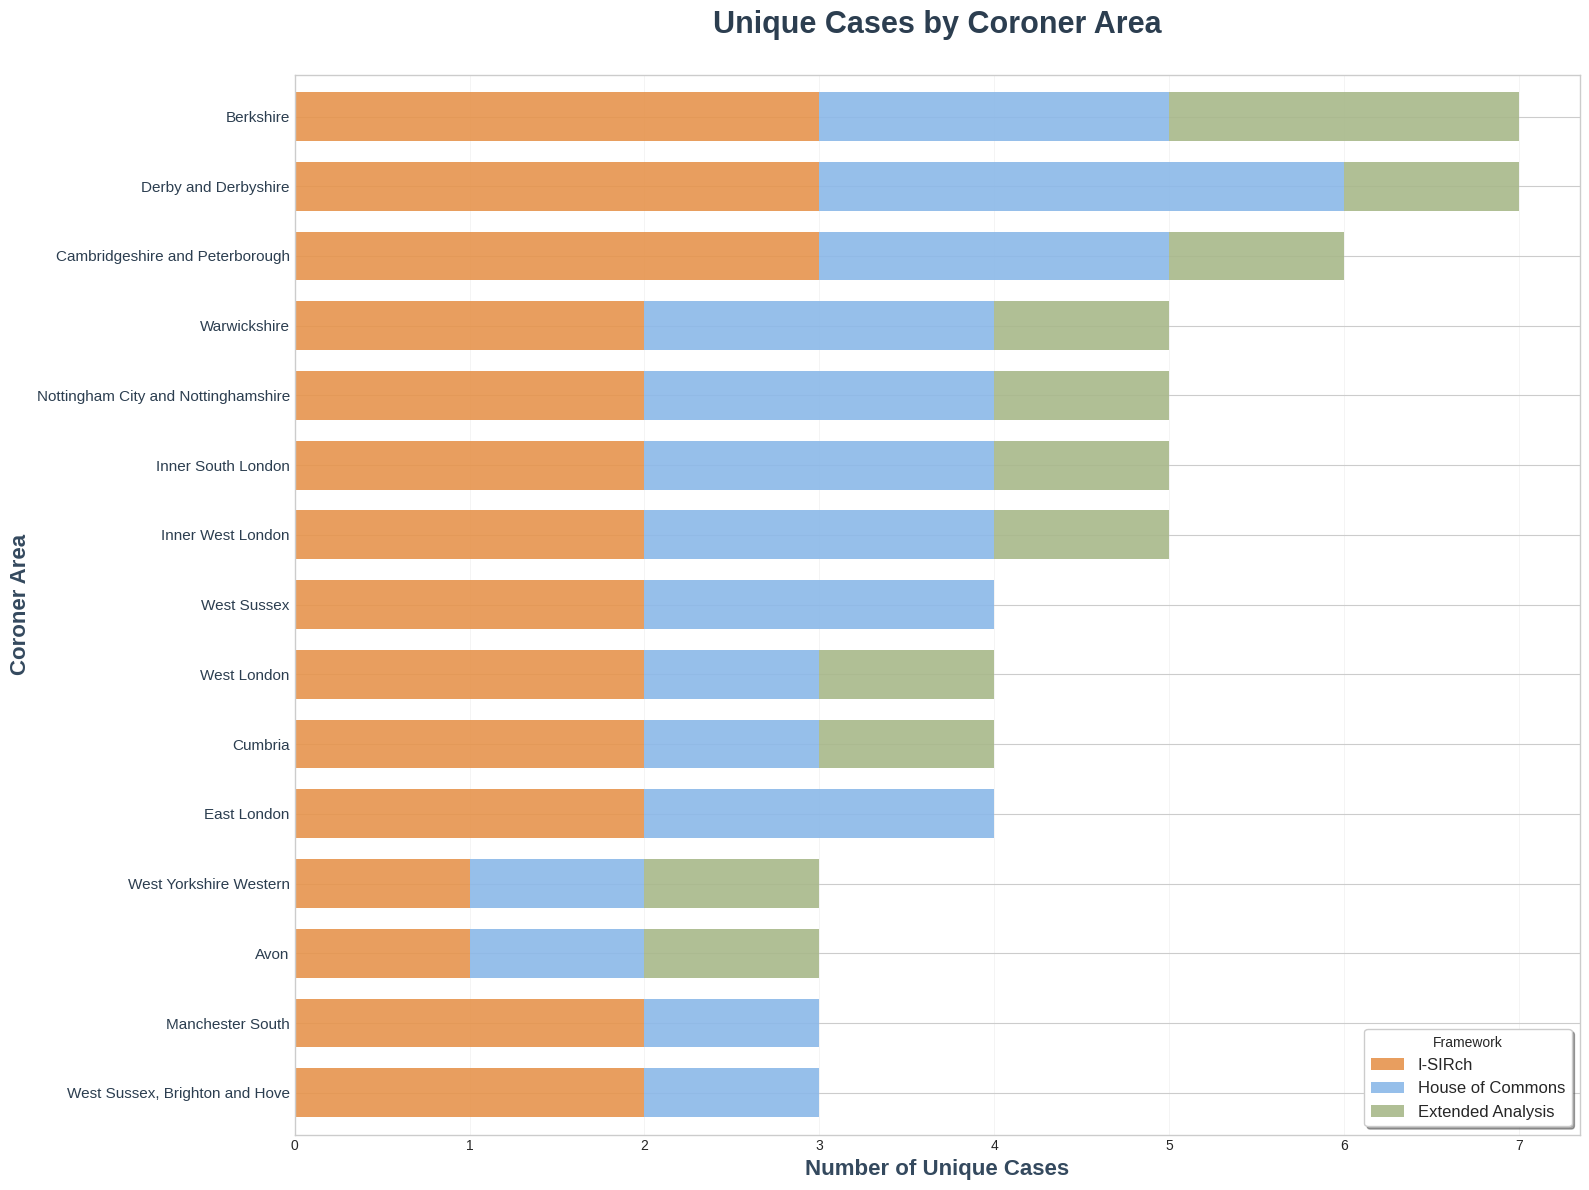 Unique Cases by Coroner Area
Berkshire
Derby and Derbyshire
Cambridgeshire and Peterborough
Warwickshire
Nottingham City and Nottinghamshire
Inner South London
Inner West London
West Sussex
West London
Cumbria
East London
West Yorkshire Western
Avon
Manchester South
West Sussex, Brighton and Hove
Coroner Area
0 1 2 3 4 5 6 7
Number of Unique Cases
Framework
I-SIRch
House of Commons
Extended Analysis